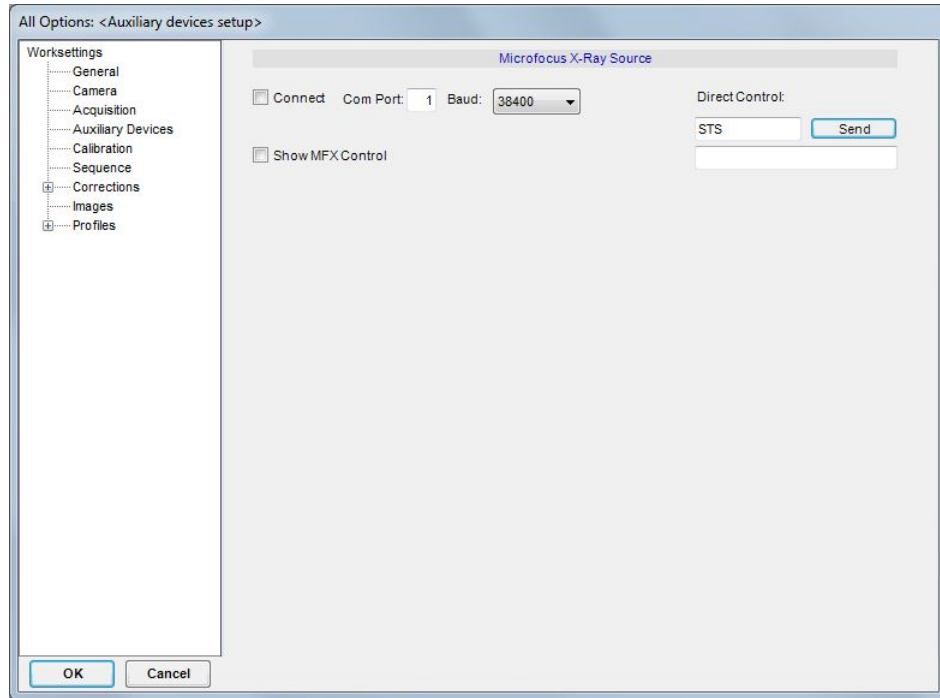 All Options: <Auxiliary devices setup>
Worksettings
General
Camera
Acquisition
Auxiliary Devices
Calibration
Sequence
Corrections
Images
Profiles
Microfocus X-Ray Source
Connect Com Port: 1 Baud: 38400
Direct Control:
STS Send
Show MFX Control
OK Cancel